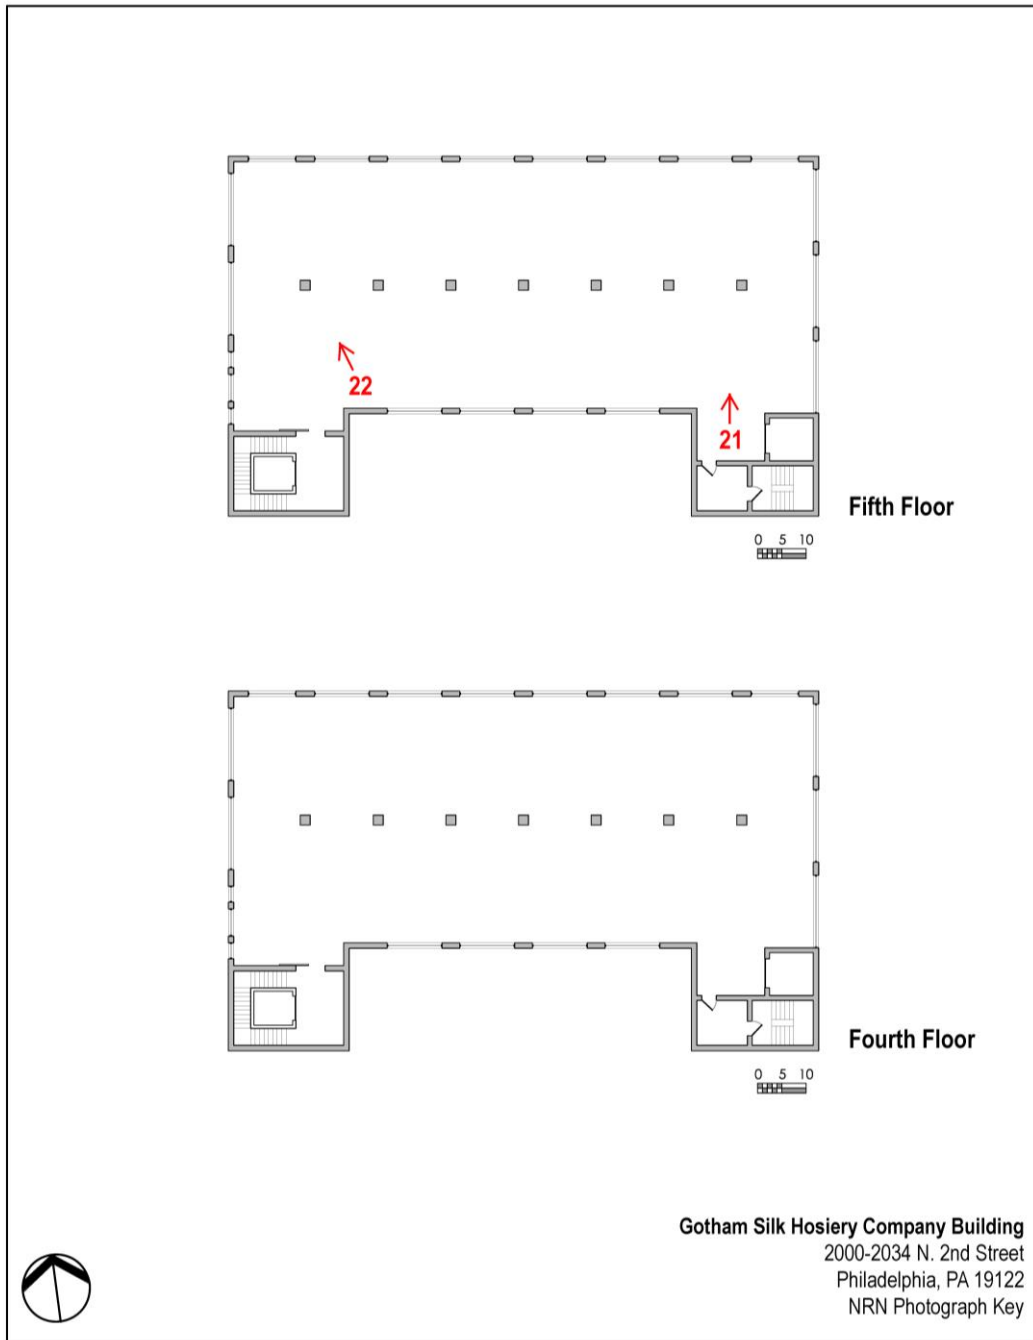 22
21
Fifth Floor
0 5 10
Fourth Floor
0 5 10
Gotham Silk Hosiery Company Building
2000-2034 N. 2nd Street
Philadelphia, PA 19122
NRN Photograph Key